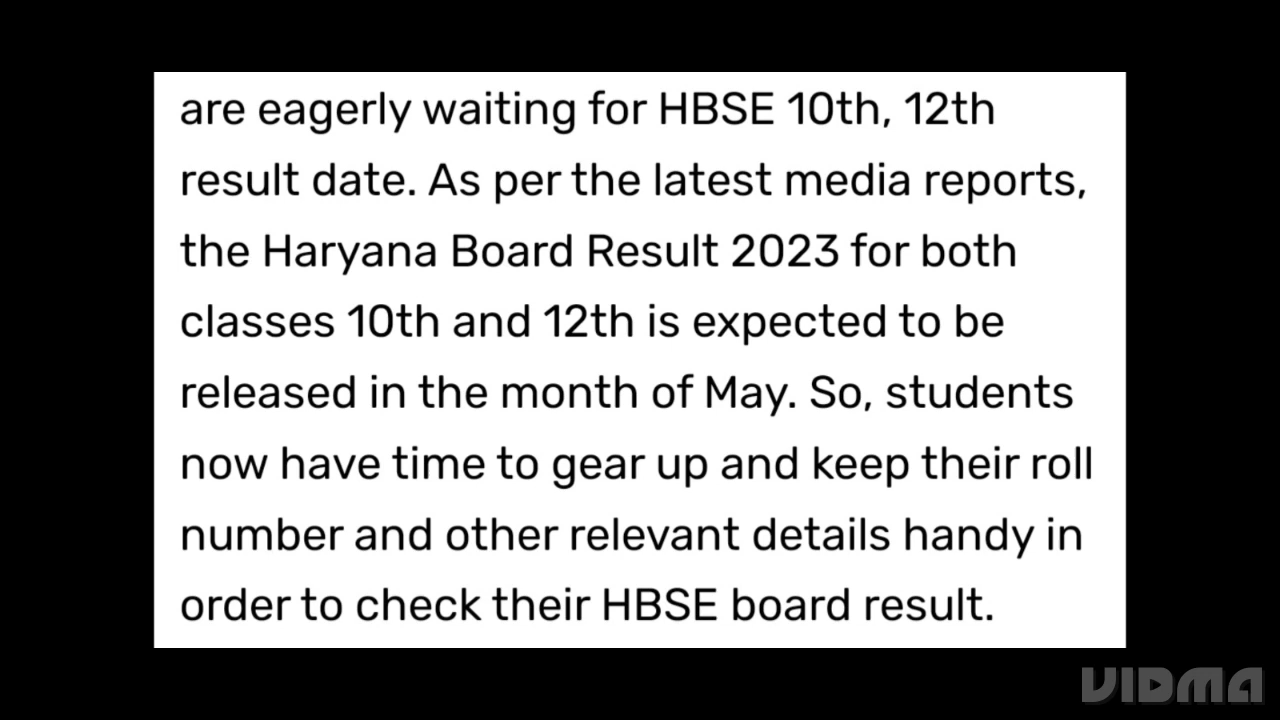 are eagerly waiting for HBSE 10th, 12th
result date. As per the latest media reports,
the Haryana Board Result 2023 for both
classes 10th and 12th is expected to be
released in the month of May. So, students
now have time to gear up and keep their roll
number and other relevant details handy in
order to check their HBSE board result.
VIDMA